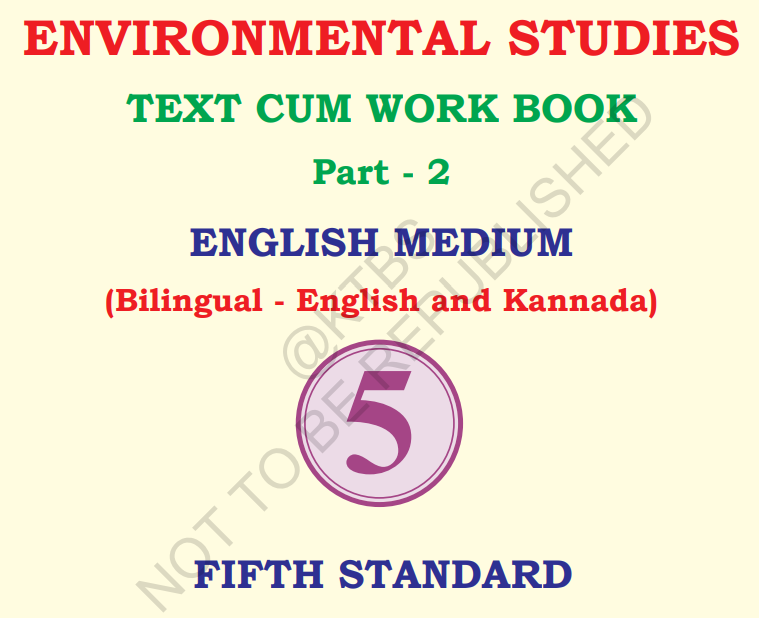 ENVIRONMENTAL STUDIES
TEXT CUM WORK BOOK
Part - 2
ENGLISH MEDIUM
(Bilingual - English and Kannada)
@KTBS
NOT TO BE REPUBLISHED
5
FIFTH STANDARD